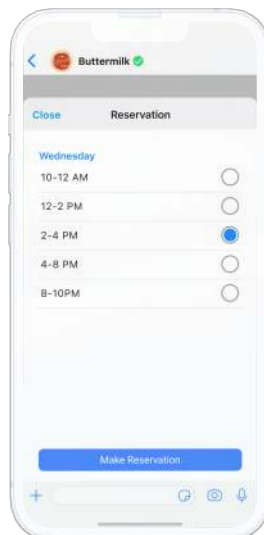 Buttermilk
Close Reservation
Wednesday
10-12 AM
12-2 PM
2-4 PM
4-8 PM
8-10PM
Make Reservation